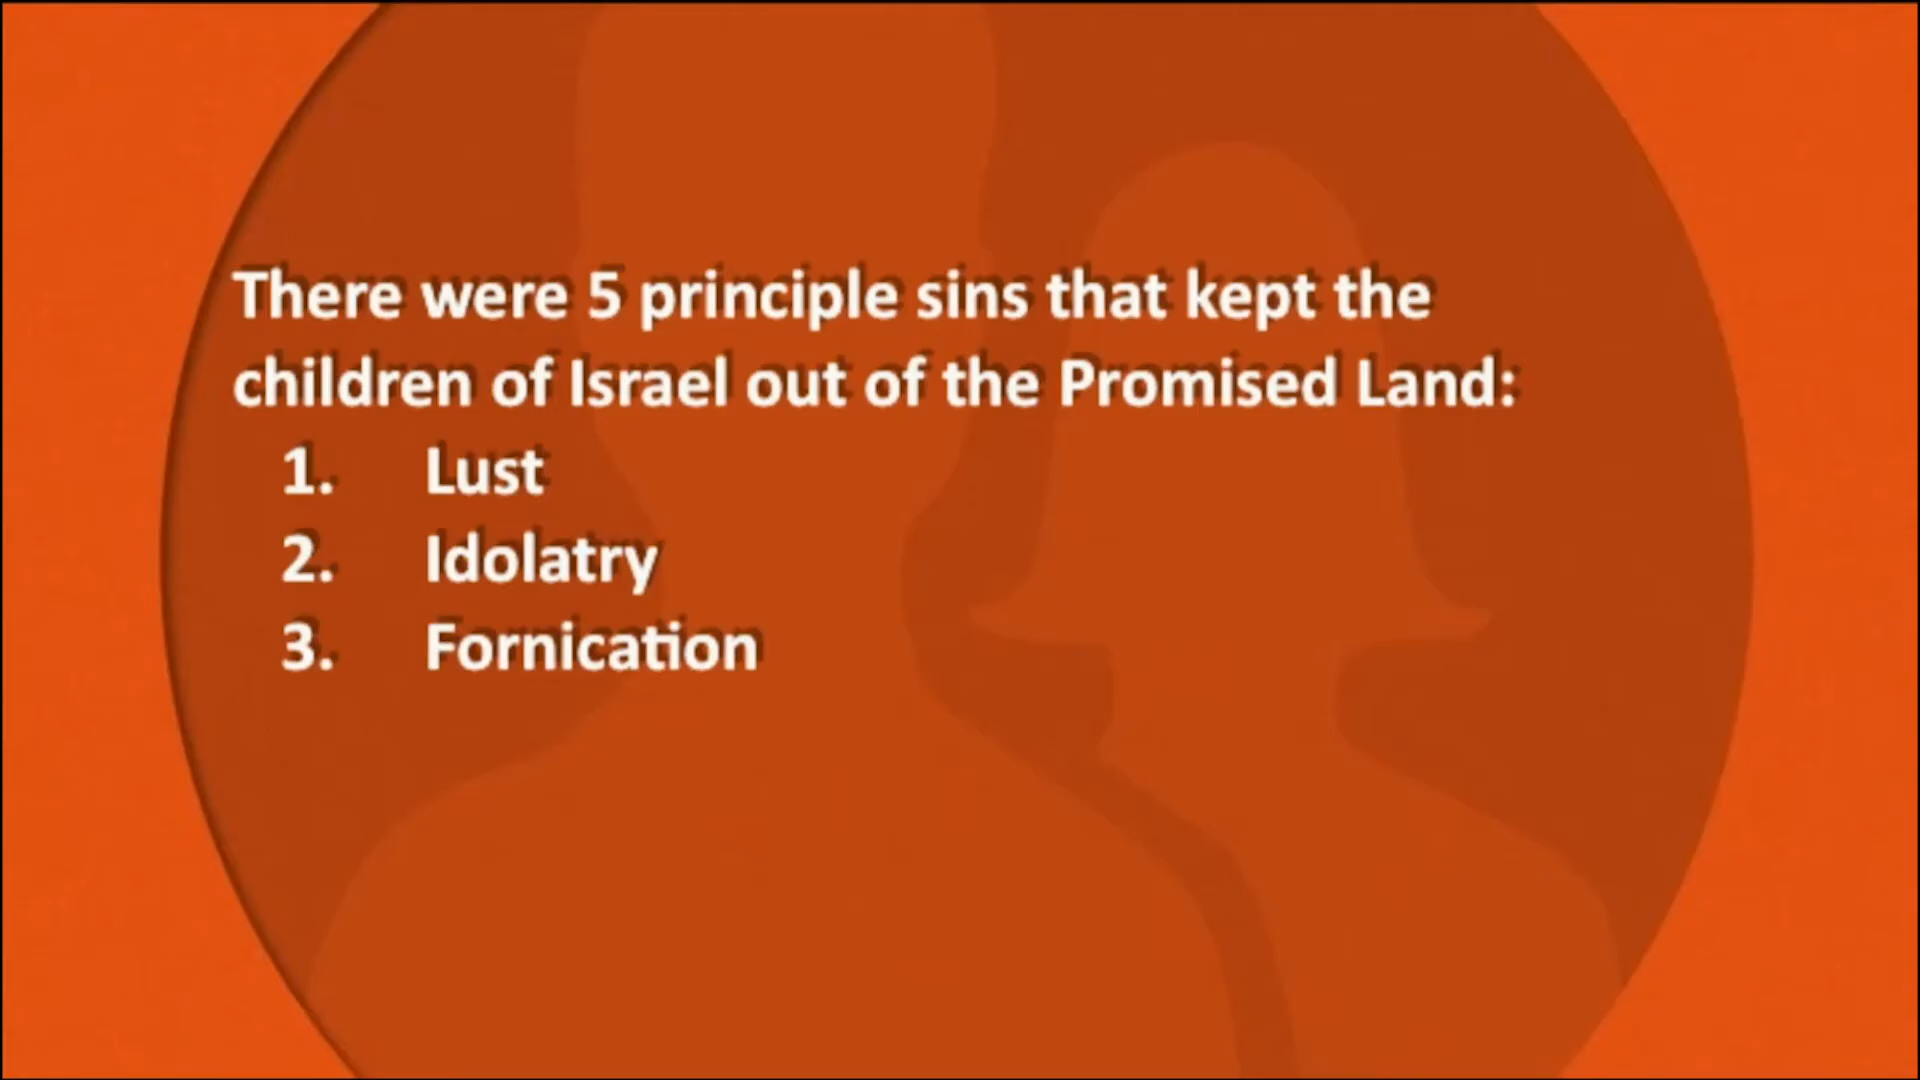 There were 5 principle sins that kept the
children of Israel out of the Promised Land:
1. Lust
2. Idolatry
3. Fornication